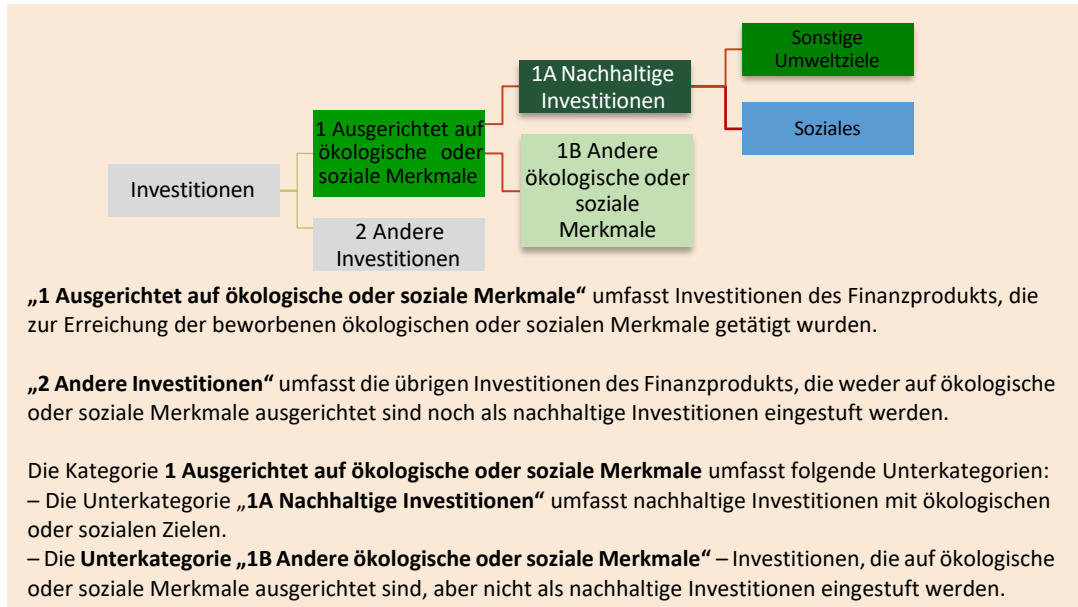 Sonstige
Umweltziele
1A Nachhaltige
Investitionen
Soziales
1 Ausgerichtet auf
ökologische oder
soziale Merkmale
1B Andere
ökologische oder
soziale
Merkmale
Investitionen
2 Andere
Investitionen
„1 Ausgerichtet auf ökologische oder soziale Merkmale“ umfasst Investitionen des Finanzprodukts, die
zur Erreichung der beworbenen ökologischen oder sozialen Merkmale getätigt wurden.
„2 Andere Investitionen“ umfasst die übrigen Investitionen des Finanzprodukts, die weder auf ökologische
oder soziale Merkmale ausgerichtet sind noch als nachhaltige Investitionen eingestuft werden.
Die Kategorie 1 Ausgerichtet auf ökologische oder soziale Merkmale umfasst folgende Unterkategorien:
– Die Unterkategorie „1A Nachhaltige Investitionen“ umfasst nachhaltige Investitionen mit ökologischen
oder sozialen Zielen.
– Die Unterkategorie „1B Andere ökologische oder soziale Merkmale“ – Investitionen, die auf ökologische
oder soziale Merkmale ausgerichtet sind, aber nicht als nachhaltige Investitionen eingestuft werden.